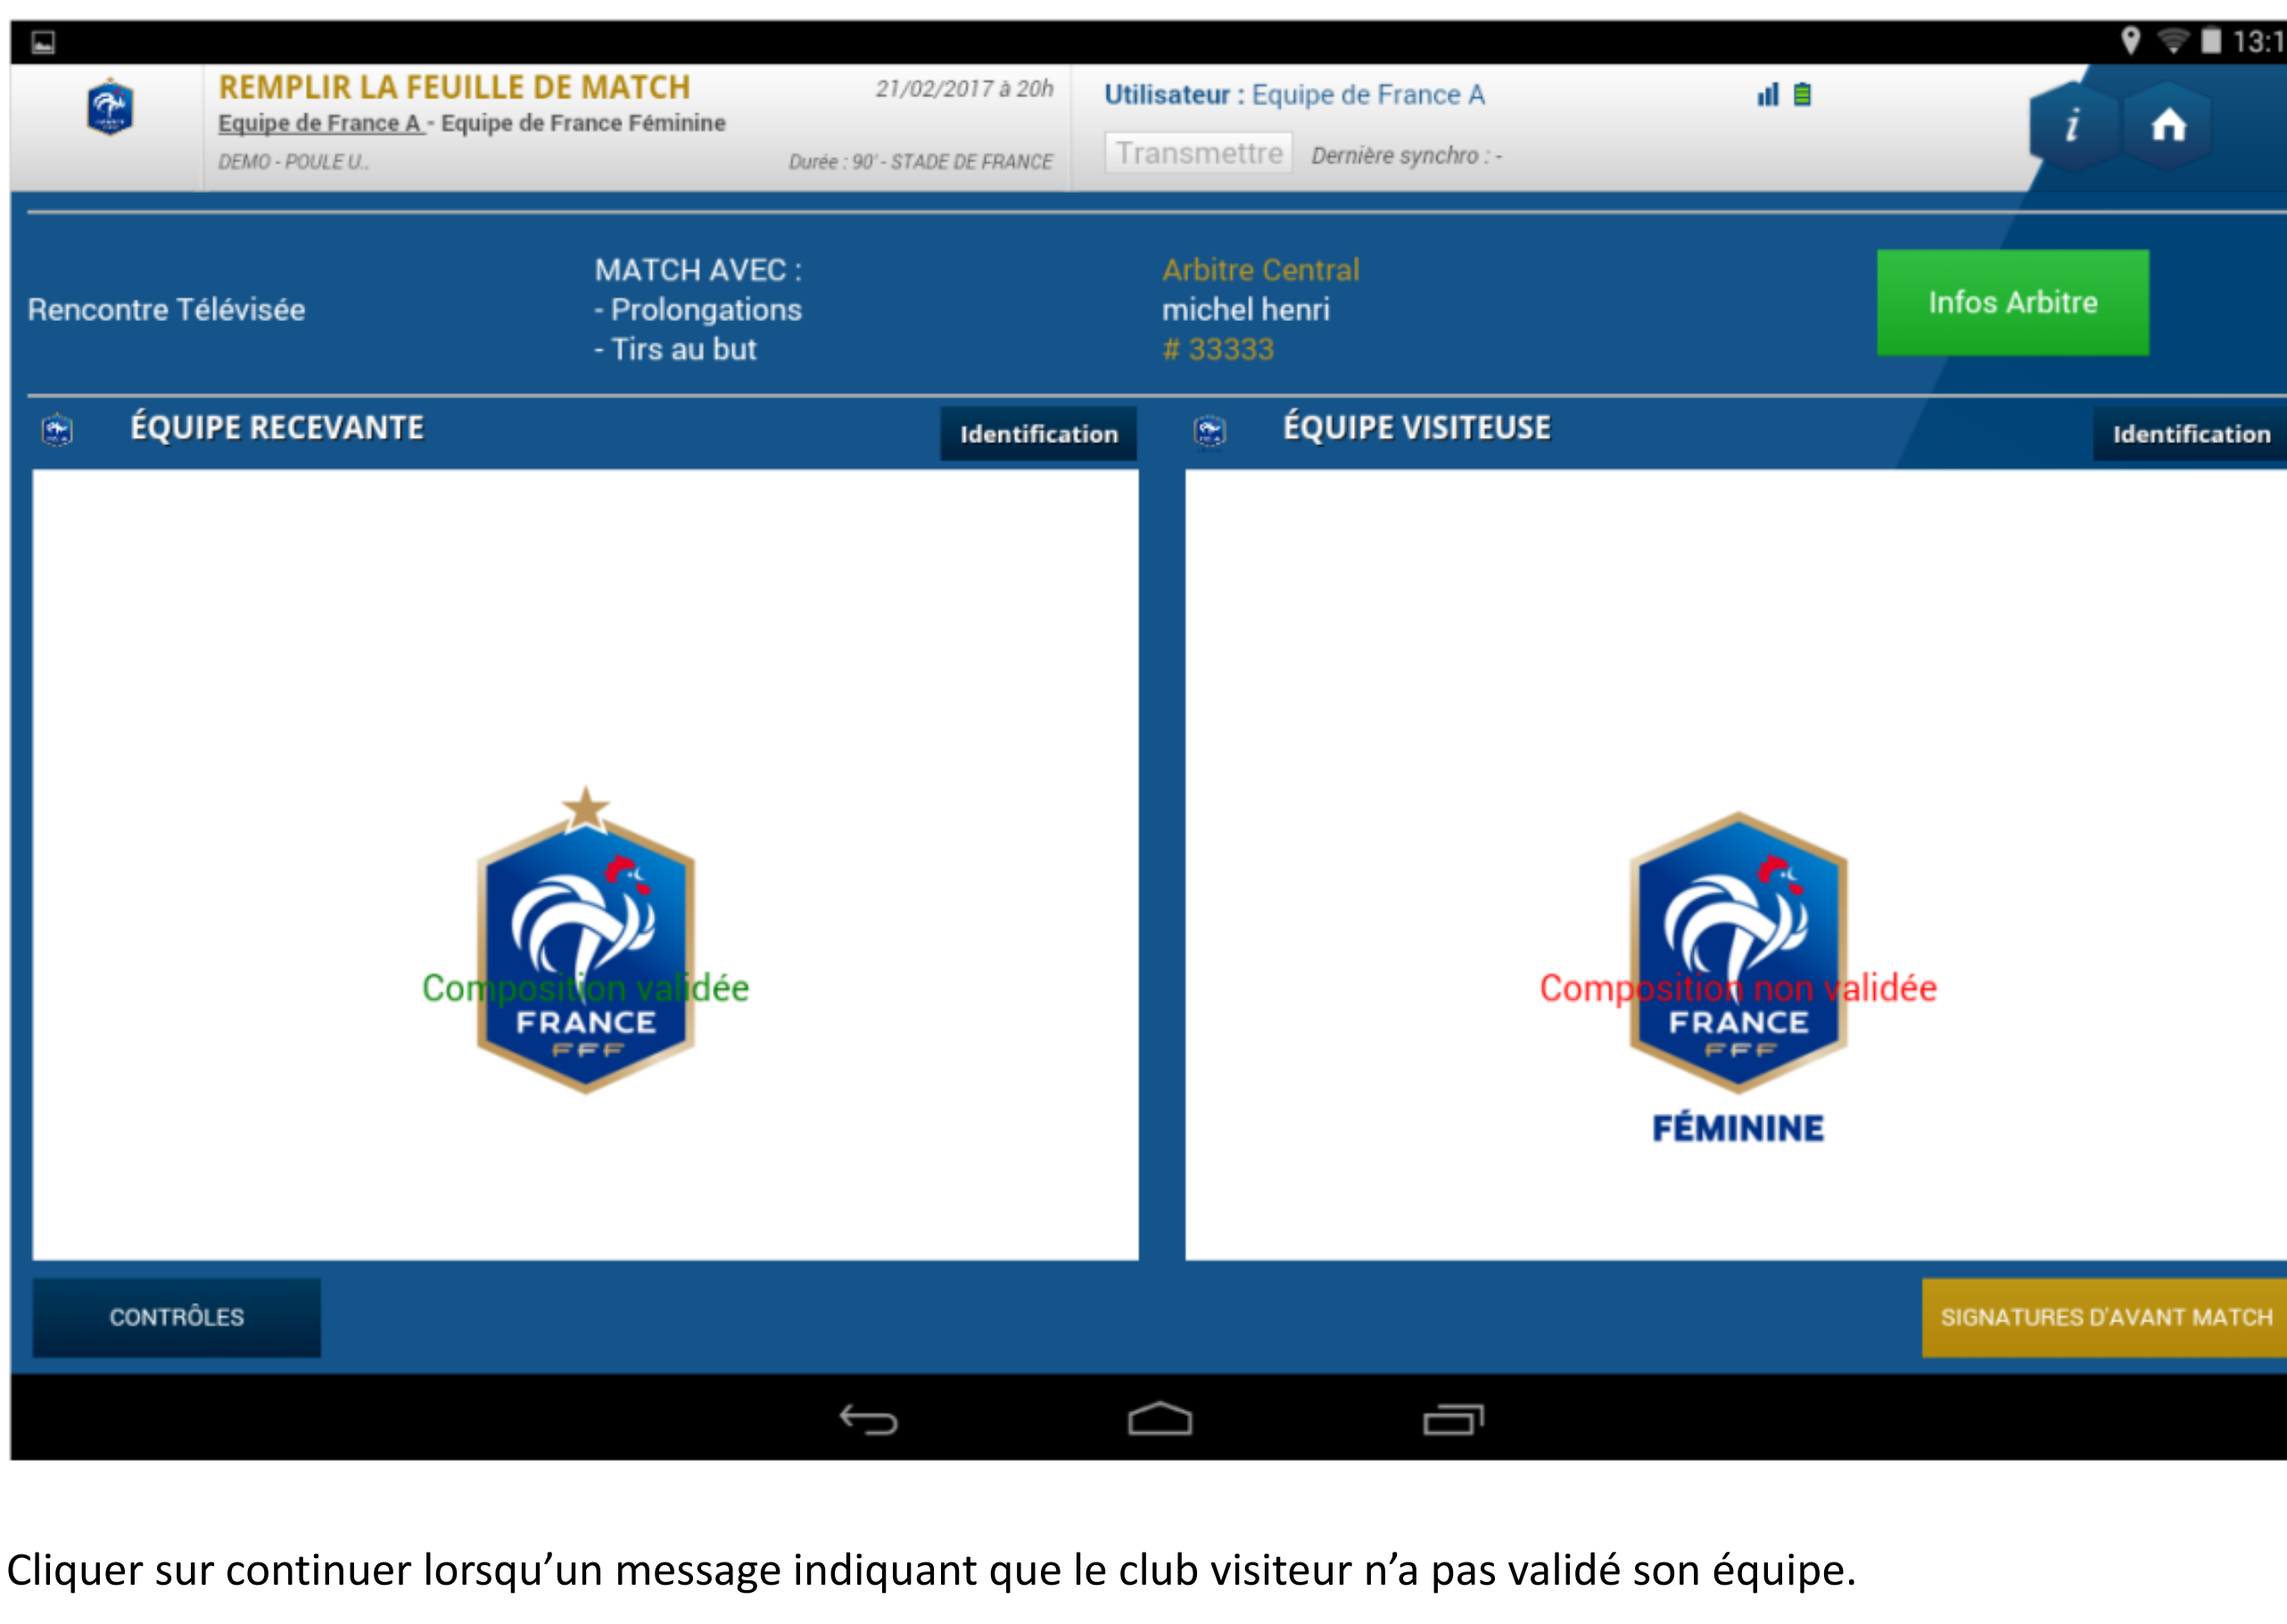 13:1
REMPLIR LA FEUILLE DE MATCH
21/02/2017 à 20h
Equipe de France A - Equipe de France Féminine
DEMO - POULE U..
Durée : 90' - STADE DE FRANCE
Utilisateur : Equipe de France A
Transmettre
Dernière synchro : -
i
Rencontre Télévisée
MATCH AVEC :
- Prolongations
- Tirs au but
Arbitre Central
michel henri
# 33333
Infos Arbitre
ÉQUIPE RECEVANTE
Identification
ÉQUIPE VISITEUSE
Identification
Composition validée
FRANCE
FFF
Composition non validée
FRANCE
FFF
FÉMININE
CONTRÔLES
SIGNATURES D'AVANT MATCH
Cliquer sur continuer lorsqu’un message indiquant que le club visiteur n’a pas validé son équipe.